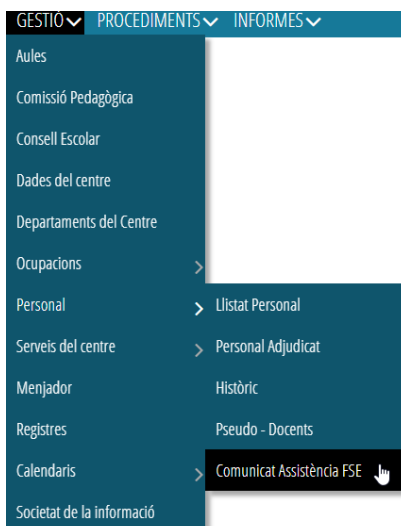 GESTIÓ PROCEDIMENTS INFORMES
Aules
Comissió Pedagògica
Consell Escolar
Dades del centre
Departaments del Centre
Ocupacions
Personal
Serveis del centre
Menjador
Registres
Calendaris
Societat de la informació
Llistat Personal
Personal Adjudicat
Històric
Pseudo - Docents
Comunicat Assistència FSE